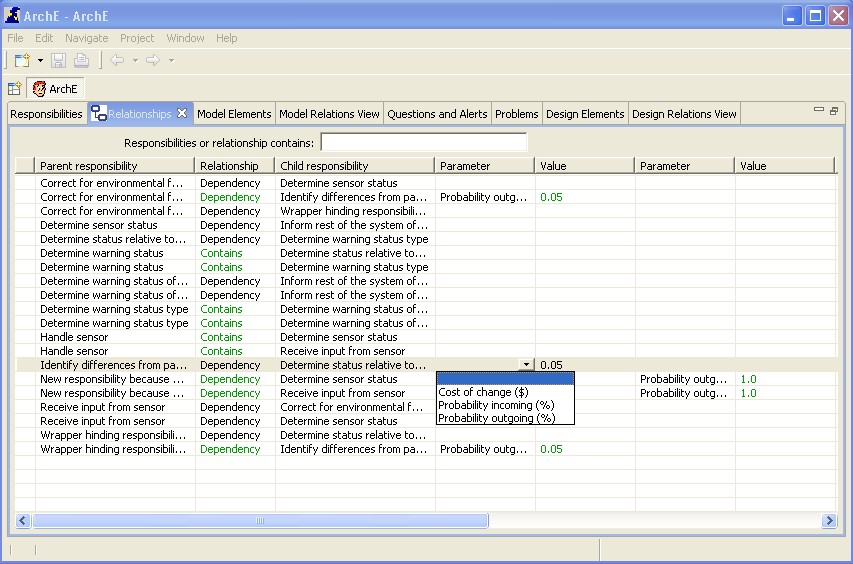 ArchE - ArchE
File Edit Navigate Project Window Help
ArchE
Responsibilities Relationships Model Elements Model Relations View Questions and Alerts Problems Design Elements Design Relations View
Responsibilities or relationship contains:
Parent responsibility Relationship Child responsibility Parameter Value Parameter Value
Correct for environmental f... Dependency Determine sensor status
Correct for environmental f... Dependency Identify differences from pa... Probability outg... 0.05
Correct for environmental f... Dependency Wrapper hinding responsibili...
Determine sensor status Dependency Inform rest of the system of...
Determine status relative to... Dependency Determine warning status type
Determine warning status Contains Determine status relative to...
Determine warning status Contains Determine warning status type
Determine warning status of... Dependency Inform rest of the system of...
Determine warning status of... Dependency Inform rest of the system of...
Determine warning status type Contains Determine warning status of...
Determine warning status type Contains Determine warning status of...
Handle sensor Contains Determine sensor status
Handle sensor Contains Receive input from sensor
Identify differences from pa... Dependency Determine status relative to... 0.05
New responsibility because ... Dependency Determine sensor status Probability outg... 1.0
New responsibility because ... Dependency Receive input from sensor Probability outg... 1.0
Receive input from sensor Dependency Correct for environmental f...
Receive input from sensor Dependency Determine sensor status
Wrapper hinding responsibili... Dependency Determine status relative to...
Wrapper hinding responsibili... Dependency Identify differences from pa... Probability outg... 0.05
Cost of change ($)
Probability incoming (%)
Probability outgoing (%)